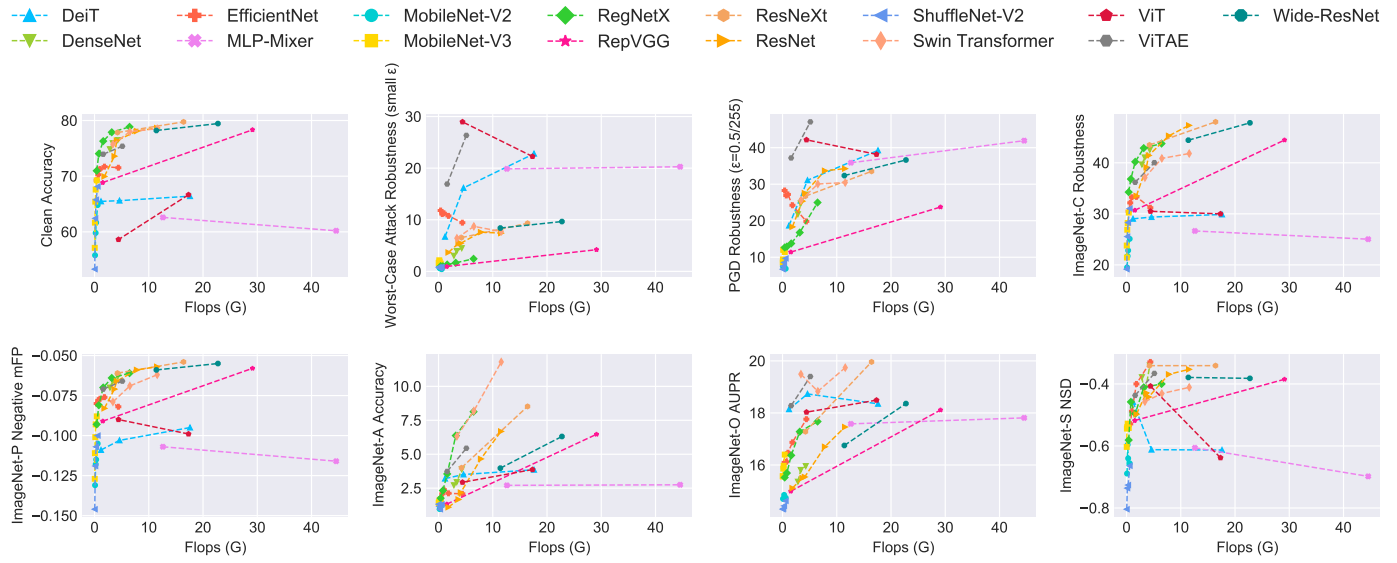 DeiT EfficientNet MobileNet-V2 RegNetX ResNeXt ShuffleNet-V2 ViT Wide-ResNet
DenseNet MLP-Mixer MobileNet-V3 RepVGG ResNet Swin Transformer ViTAE
Clean Accuracy
80
70
60
0 10 20 30 40
Flops (G)
Worst-Case Attack Robustness (small ε)
30
20
10
0
0 10 20 30 40
Flops (G)
PGD Robustness (ε=0.5/255)
40
30
20
10
0 10 20 30 40
Flops (G)
ImageNet-C Robustness
40
30
20
0 10 20 30 40
Flops (G)
ImageNet-P Negative mFP
−0.050
−0.075
−0.100
−0.125
−0.150
0 10 20 30 40
Flops (G)
ImageNet-A Accuracy
10.0
7.5
5.0
2.5
0 10 20 30 40
Flops (G)
ImageNet-O AUPR
20
18
16
0 10 20 30 40
Flops (G)
ImageNet-S NSD
−0.4
−0.6
−0.8
0 10 20 30 40
Flops (G)